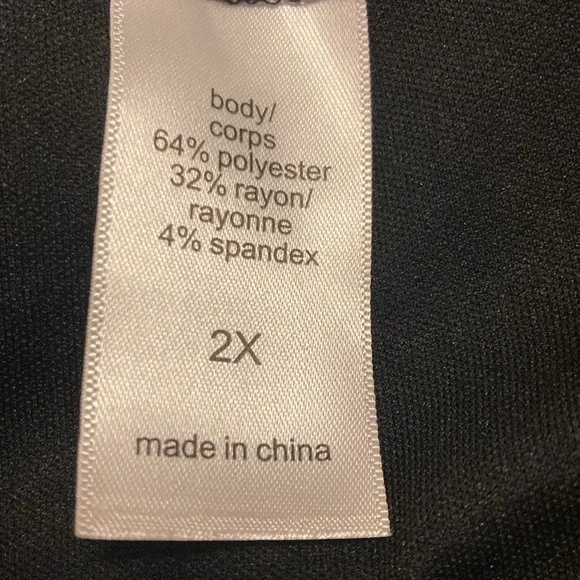 body/
corps
64% polyester
32% rayon/
rayonne
4% spandex
2X
made in china